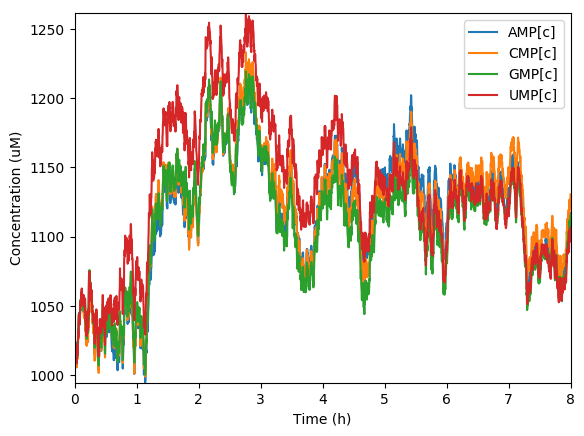 1250
1200
1150
1100
1050
1000
Concentration (uM)
AMP[c]
CMP[c]
GMP[c]
UMP[c]
0 1 2 3 4 5 6 7 8
Time (h)